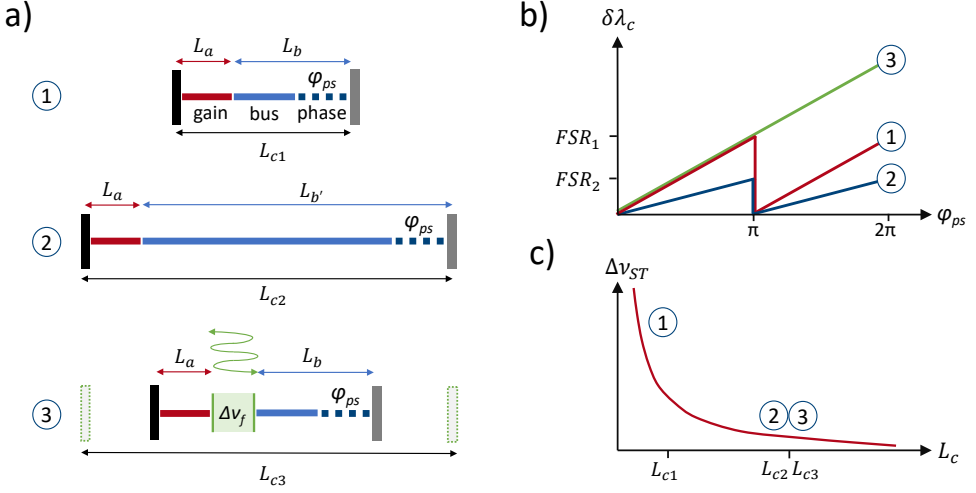 a)
L_a L_b
① φ_ps
gain bus phase
L_c1
L_a L_b'
② φ_ps
L_c2
L_a L_b
③ Δν_f φ_ps
L_c3
b)
δλ_c
③
FSR_1 ①
FSR_2 ②
π 2π φ_ps
c)
Δν_ST
①
② ③
L_c1 L_c2 L_c3 L_c